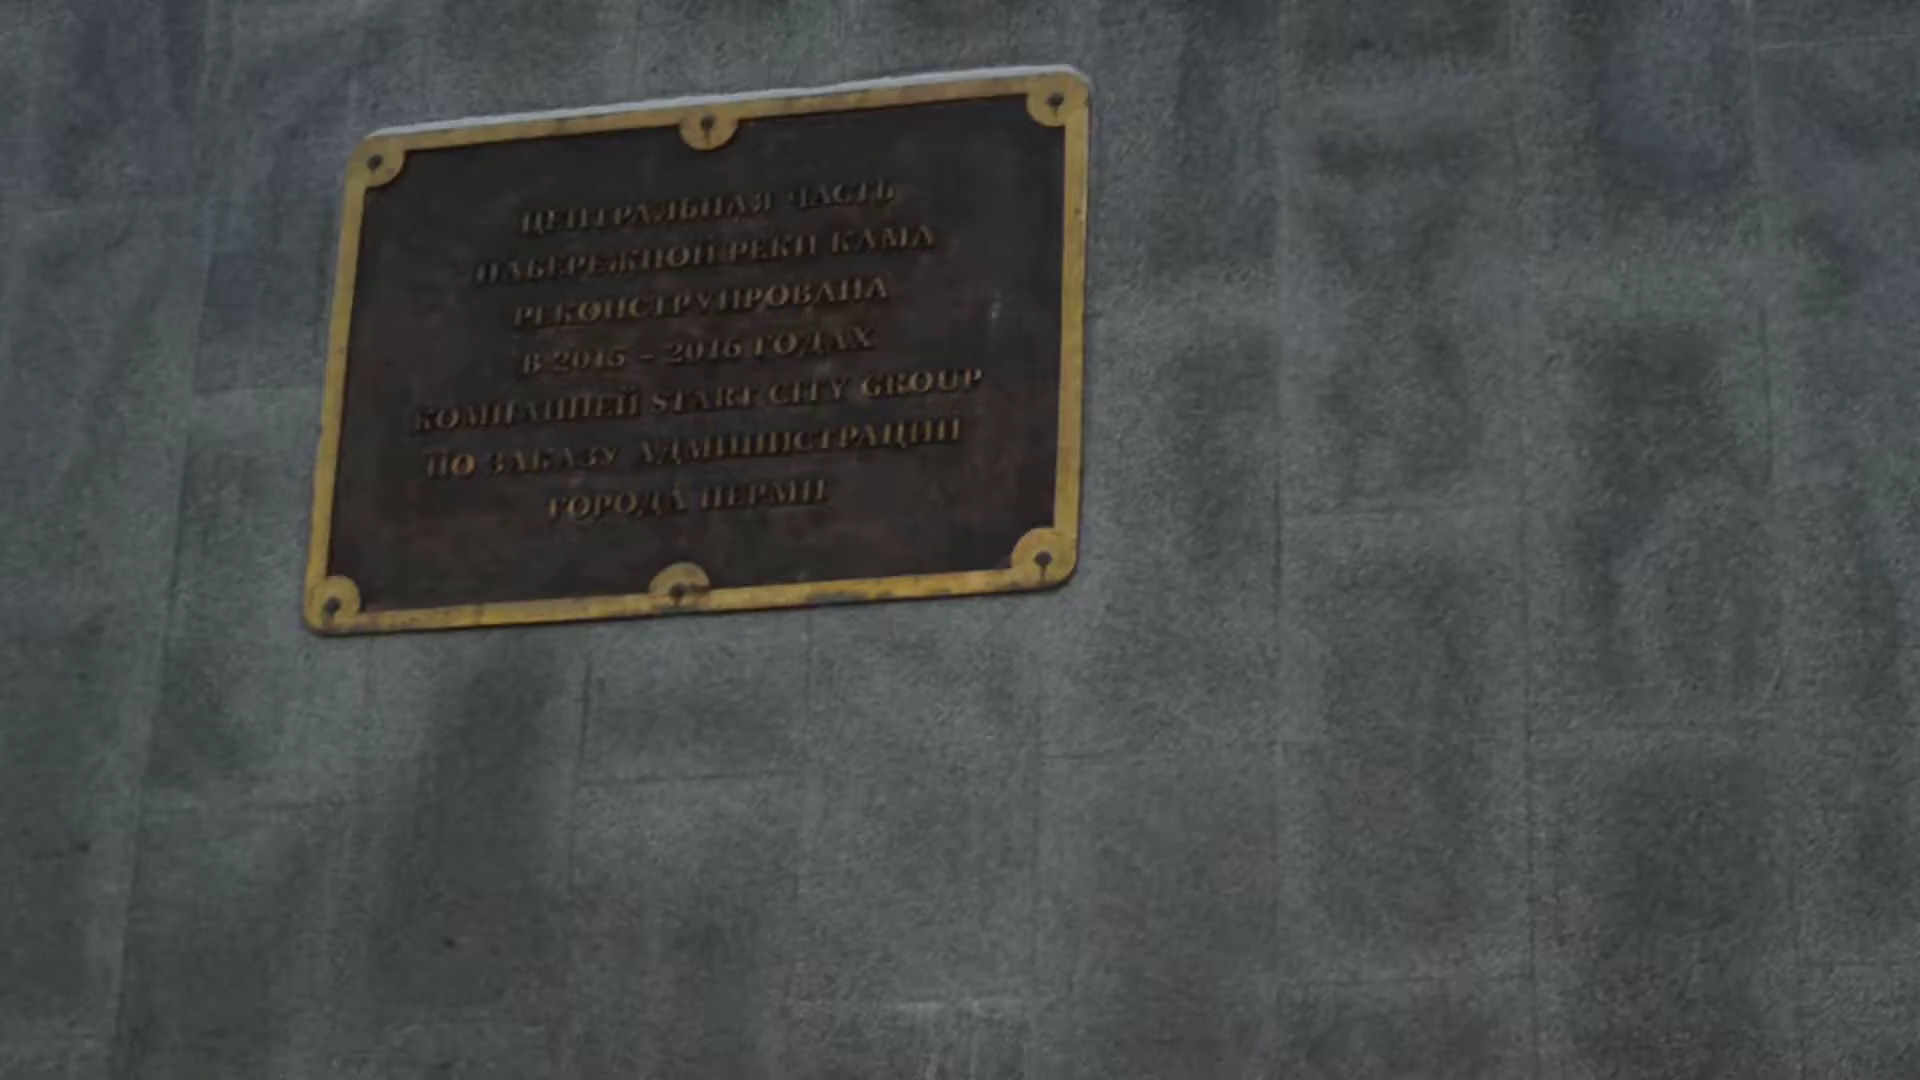 ЦЕНТРАЛЬНАЯ ЧАСТЬ
НАБЕРЕЖНОЙ РЕКИ КАМА
РЕКОНСТРУИРОВАНА
В 2015 - 2016 ГОДАХ
КОМПАНИЕЙ START CITY GROUP
ПО ЗАКАЗУ АДМИНИСТРАЦИИ
ГОРОДА ПЕРМИ